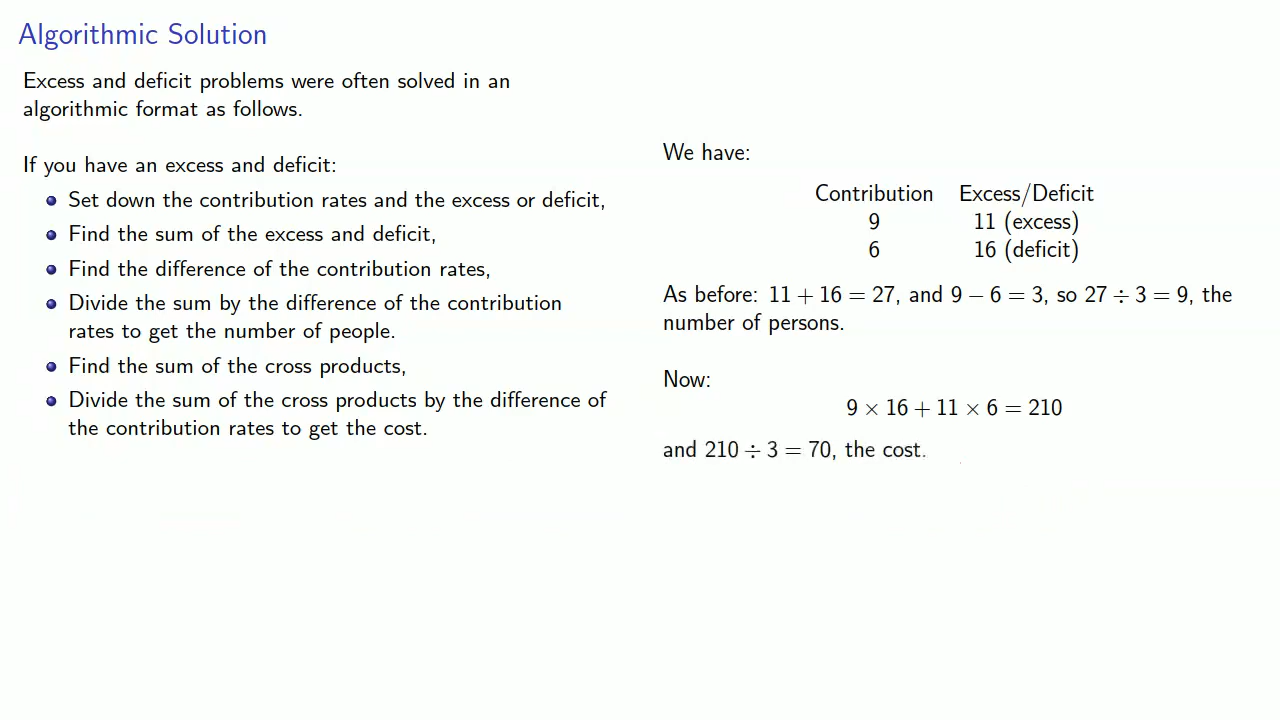 Algorithmic Solution
Excess and deficit problems were often solved in an
algorithmic format as follows.
If you have an excess and deficit:
Set down the contribution rates and the excess or deficit,
Find the sum of the excess and deficit,
Find the difference of the contribution rates,
Divide the sum by the difference of the contribution
rates to get the number of people.
Find the sum of the cross products,
Divide the sum of the cross products by the difference of
the contribution rates to get the cost.
We have:
Contribution Excess/Deficit
9 11 (excess)
6 16 (deficit)
As before: 11 + 16 = 27, and 9 − 6 = 3, so 27 ÷ 3 = 9, the
number of persons.
Now:
9 × 16 + 11 × 6 = 210
and 210 ÷ 3 = 70, the cost.